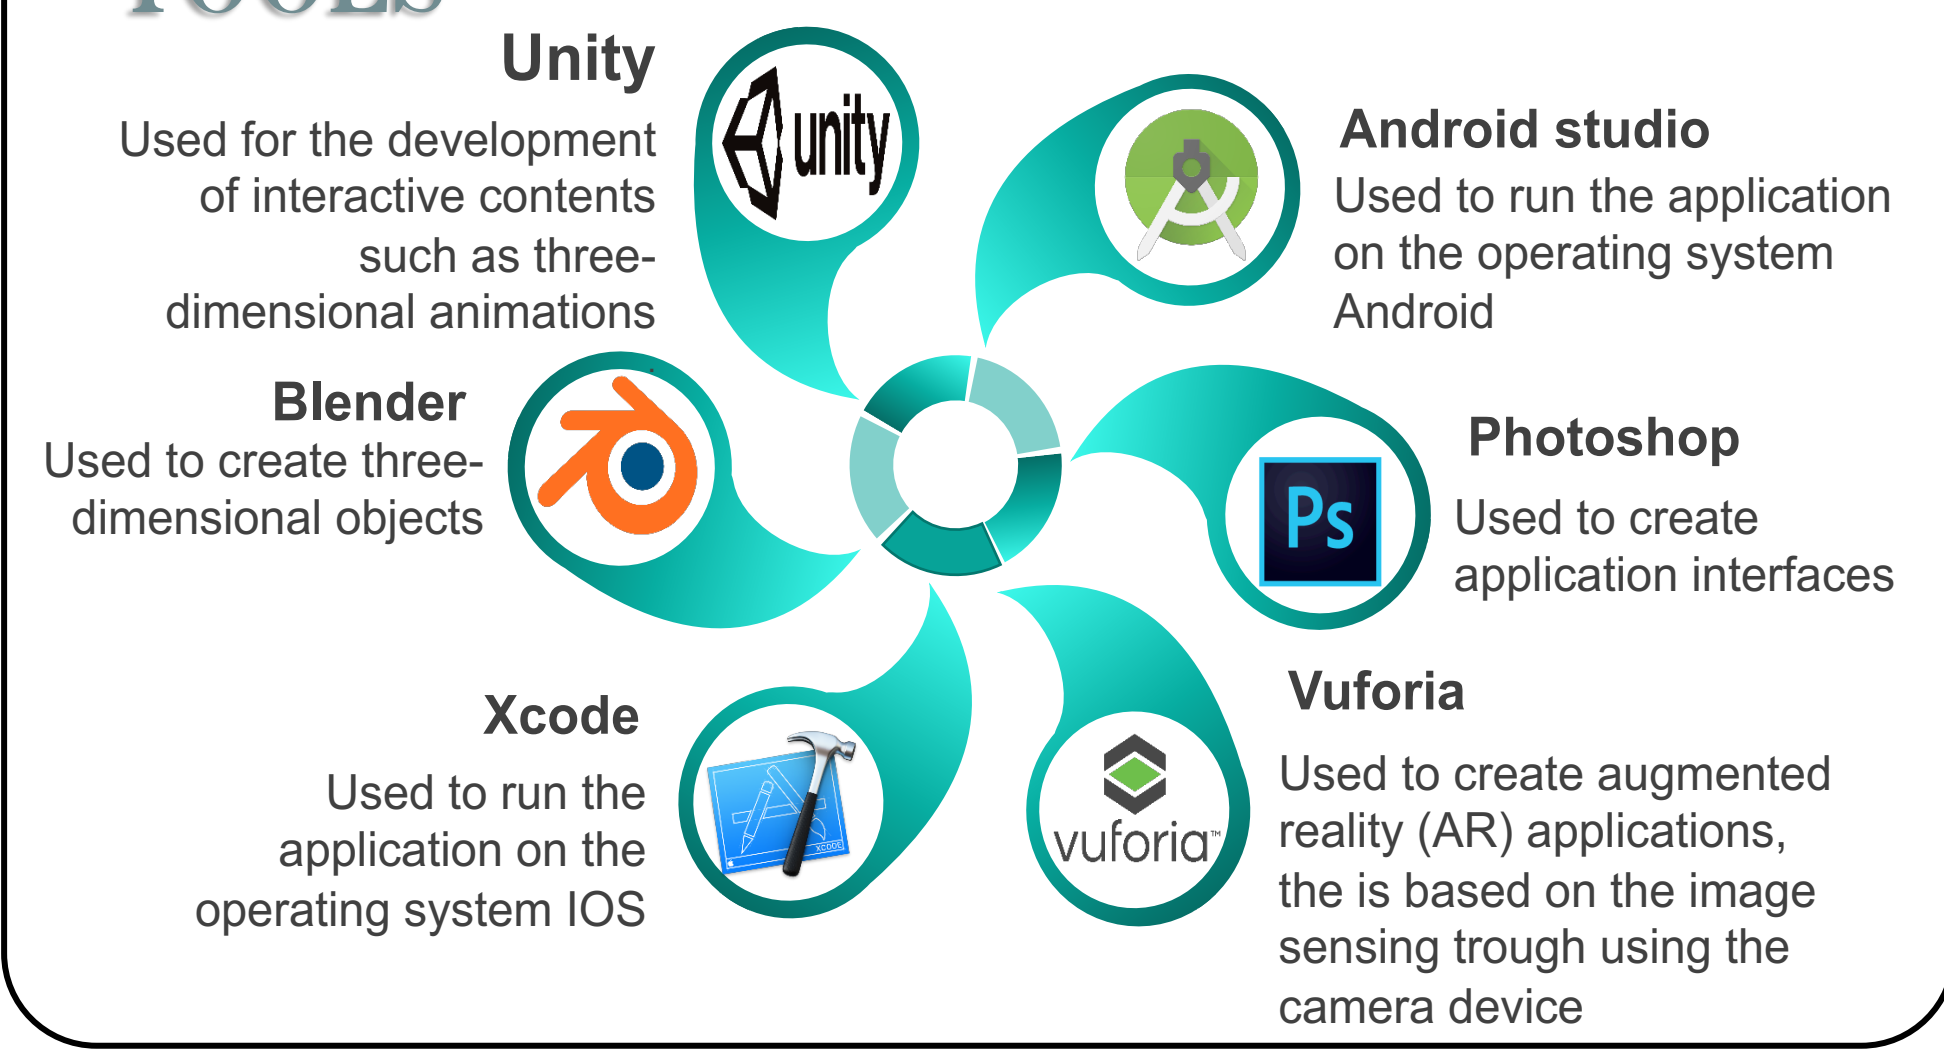 TOOLS
Unity
Used for the development
of interactive contents
such as three-
dimensional animations
unity
Android studio
Used to run the application
on the operating system
Android
Blender
Used to create three-
dimensional objects
Photoshop
Used to create
application interfaces
Ps
Xcode
Used to run the
application on the
operating system IOS
XCODE
Vuforia
Used to create augmented
reality (AR) applications,
the is based on the image
sensing trough using the
camera device
vuforia™